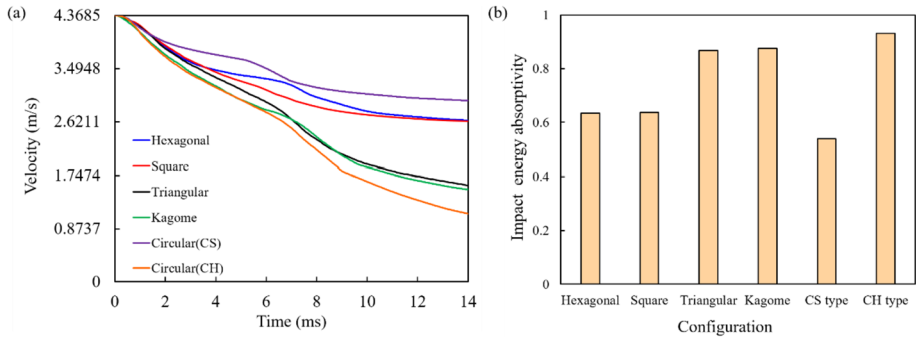 (a)
4.3685
3.4948
2.6211
1.7474
0.8737
0
Velocity (m/s)
Hexagonal
Square
Triangular
Kagome
Circular(CS)
Circular(CH)
0 2 4 6 8 10 12 14
Time (ms)
(b)
1
0.8
0.6
0.4
0.2
0
Impact energy absorptivity
Hexagonal Square Triangular Kagome CS type CH type
Configuration